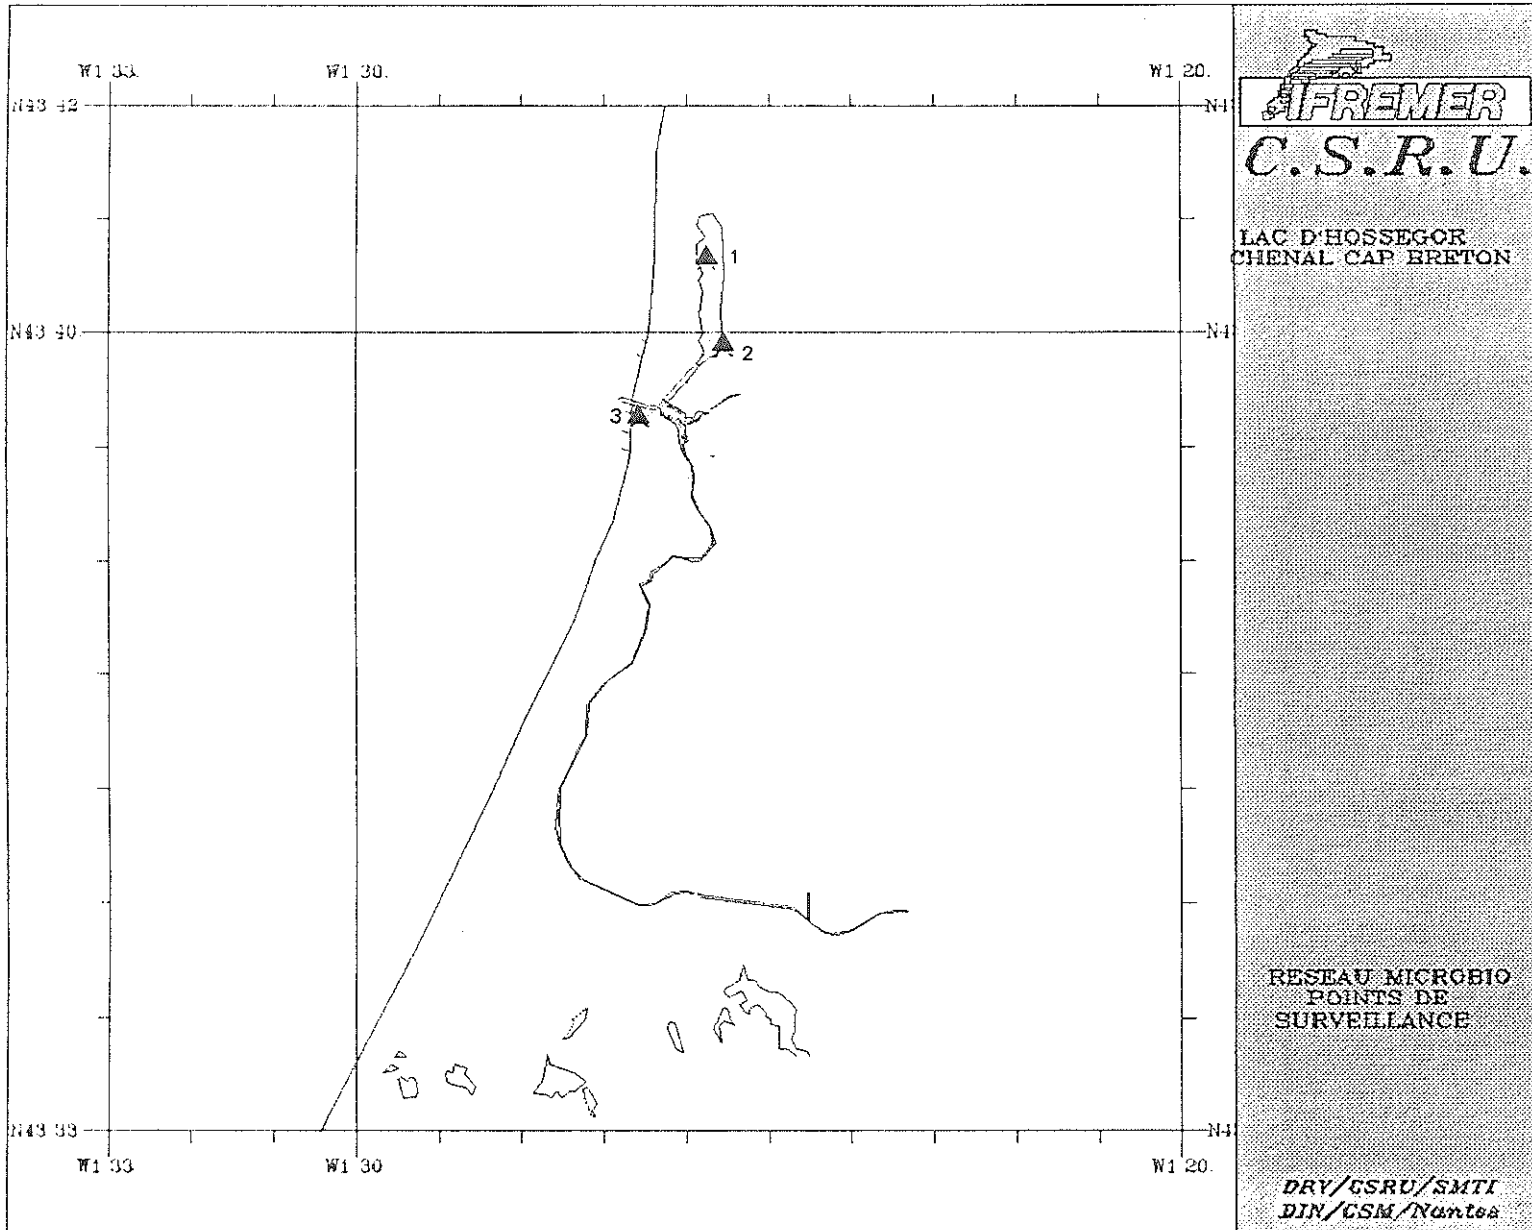 W1 33. W1 30. W1 20.
N43 42
IFREMER
C.S.R.U.
LAC D'HOSSEGOR
CHENAL CAP BRETON
1
N43 40
2
3
RESEAU MICROBIO
POINTS DE
SURVEILLANCE
N43 33
W1 33 W1 30 W1 20.
DRV/CSRU/SMTI
DIN/CSM/Nantes